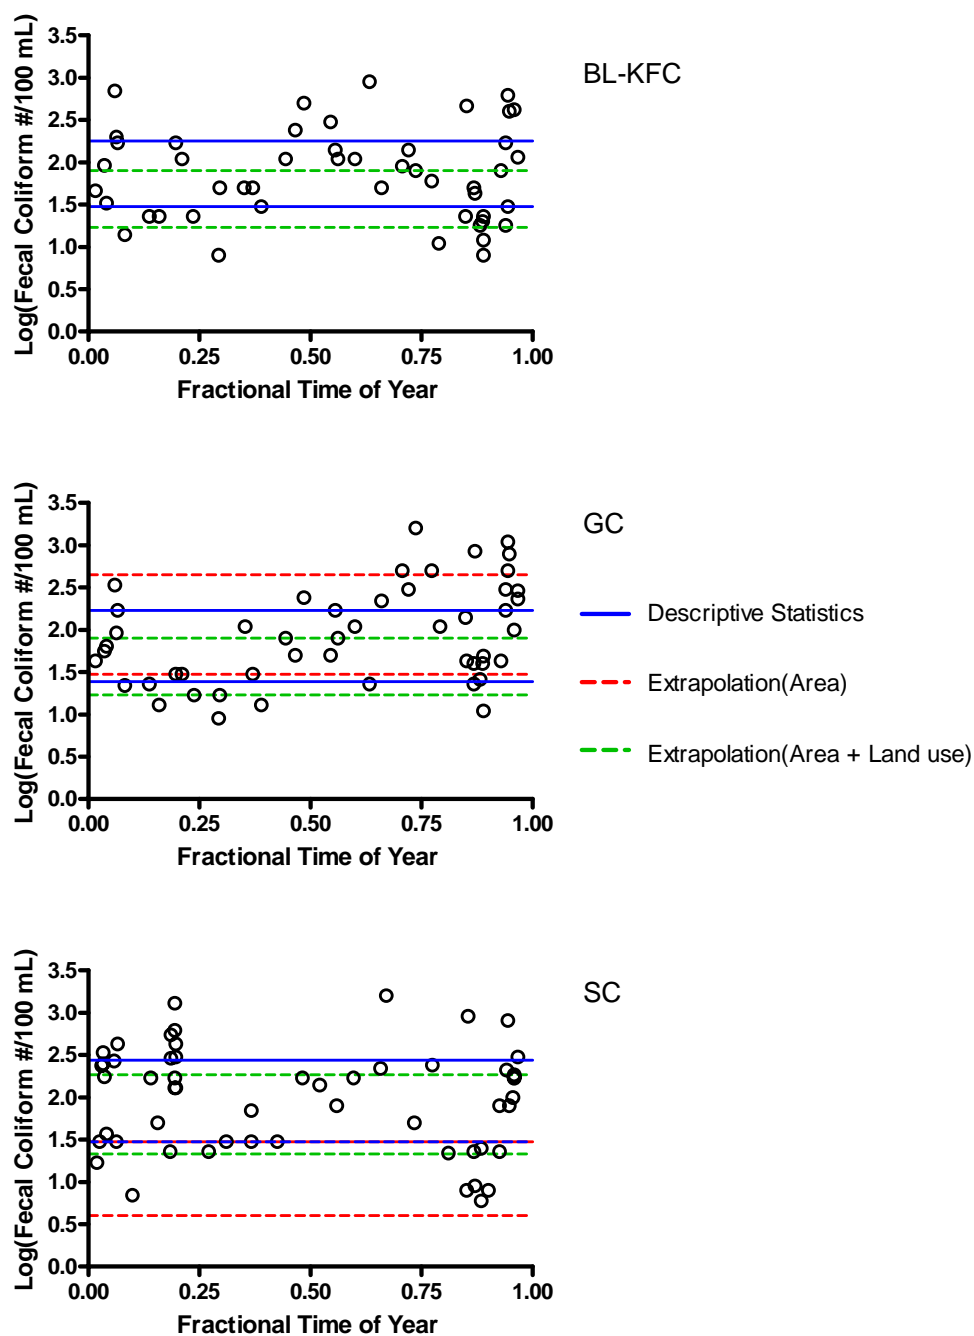 BL-KFC
Log(Fecal Coliform #/100 mL)
3.5
3.0
2.5
2.0
1.5
1.0
0.5
0.0
0.00 0.25 0.50 0.75 1.00
Fractional Time of Year
GC
Log(Fecal Coliform #/100 mL)
3.5
3.0
2.5
2.0
1.5
1.0
0.5
0.0
0.00 0.25 0.50 0.75 1.00
Fractional Time of Year
Descriptive Statistics
Extrapolation(Area)
Extrapolation(Area + Land use)
SC
Log(Fecal Coliform #/100 mL)
3.5
3.0
2.5
2.0
1.5
1.0
0.5
0.0
0.00 0.25 0.50 0.75 1.00
Fractional Time of Year